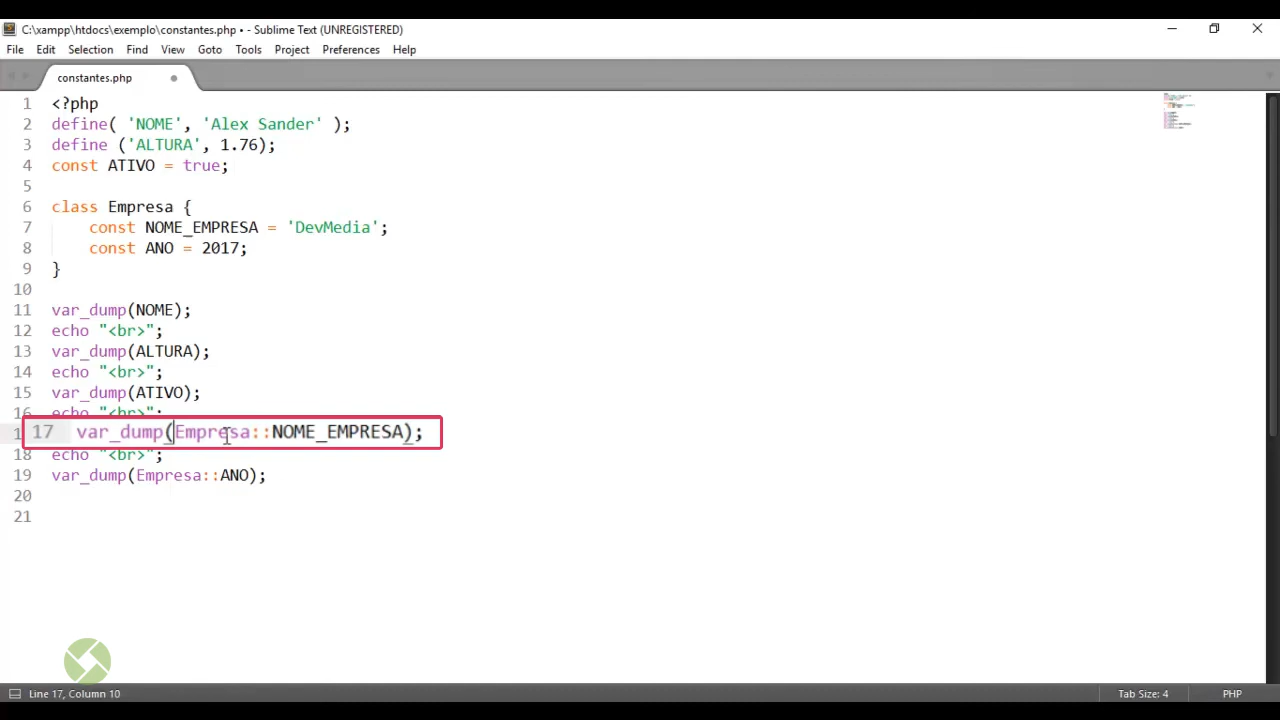 C:\xampp\htdocs\exemplo\constantes.php • - Sublime Text (UNREGISTERED)
File Edit Selection Find View Goto Tools Project Preferences Help
constantes.php
1 <?php
2 define( 'NOME', 'Alex Sander' );
3 define ('ALTURA', 1.76);
4 const ATIVO = true;
5
6 class Empresa {
7 const NOME_EMPRESA = 'DevMedia';
8 const ANO = 2017;
9 }
10
11 var_dump(NOME);
12 echo "<br>";
13 var_dump(ALTURA);
14 echo "<br>";
15 var_dump(ATIVO);
16 echo "<br>";
17 var_dump(Empresa::NOME_EMPRESA);
18 echo "<br>";
19 var_dump(Empresa::ANO);
20
21
Line 17, Column 10 Tab Size: 4 PHP